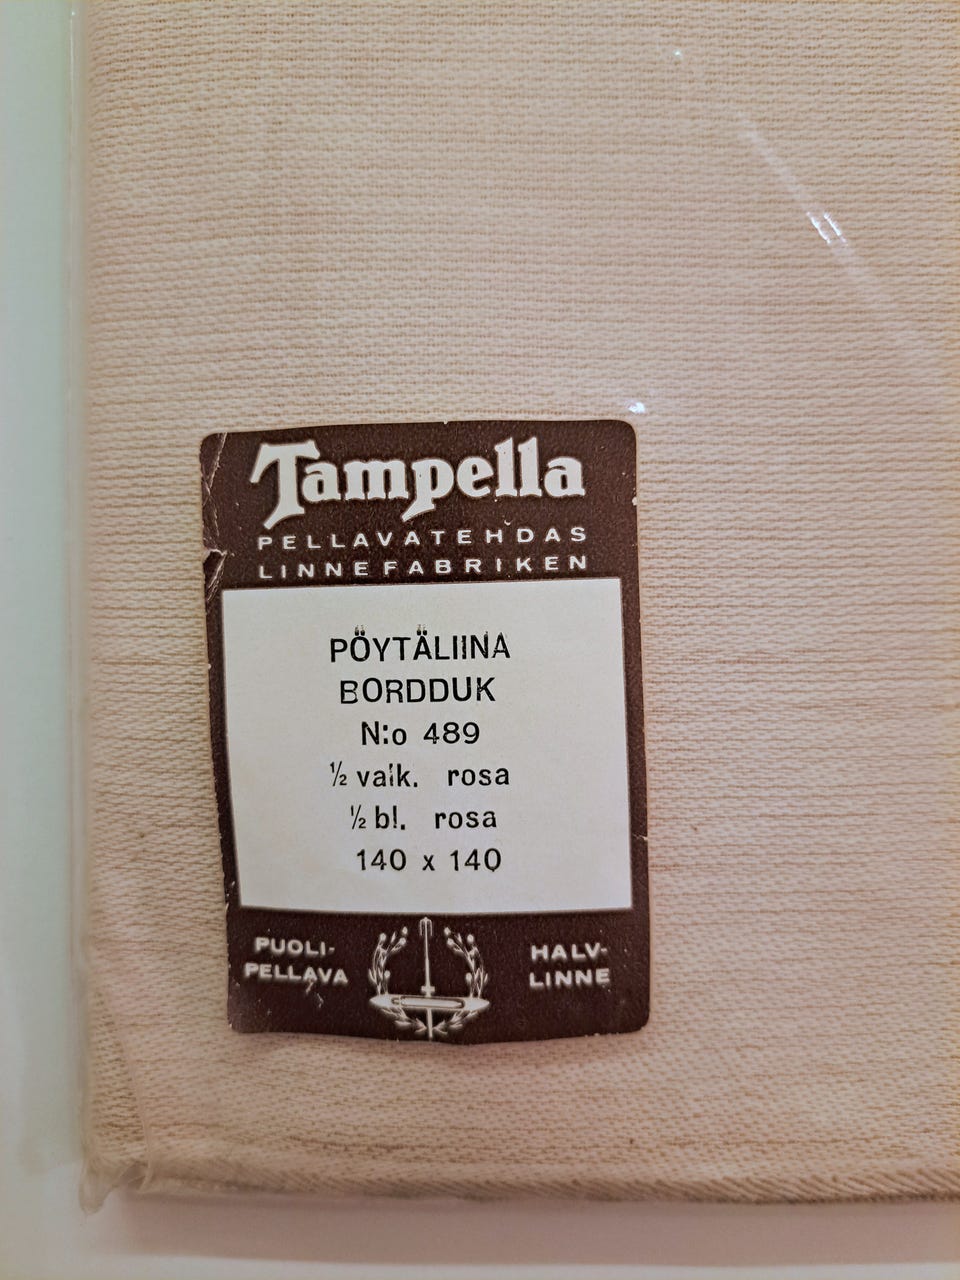 Tampella
PELLAVATEHDAS
LINNEFABRIKEN
PÖYTÄLIINA
BORDDUK
N:o 489
½ valk. rosa
½ bl. rosa
140 x 140
PUOLI-
PELLAVA
HALV-
LINNE